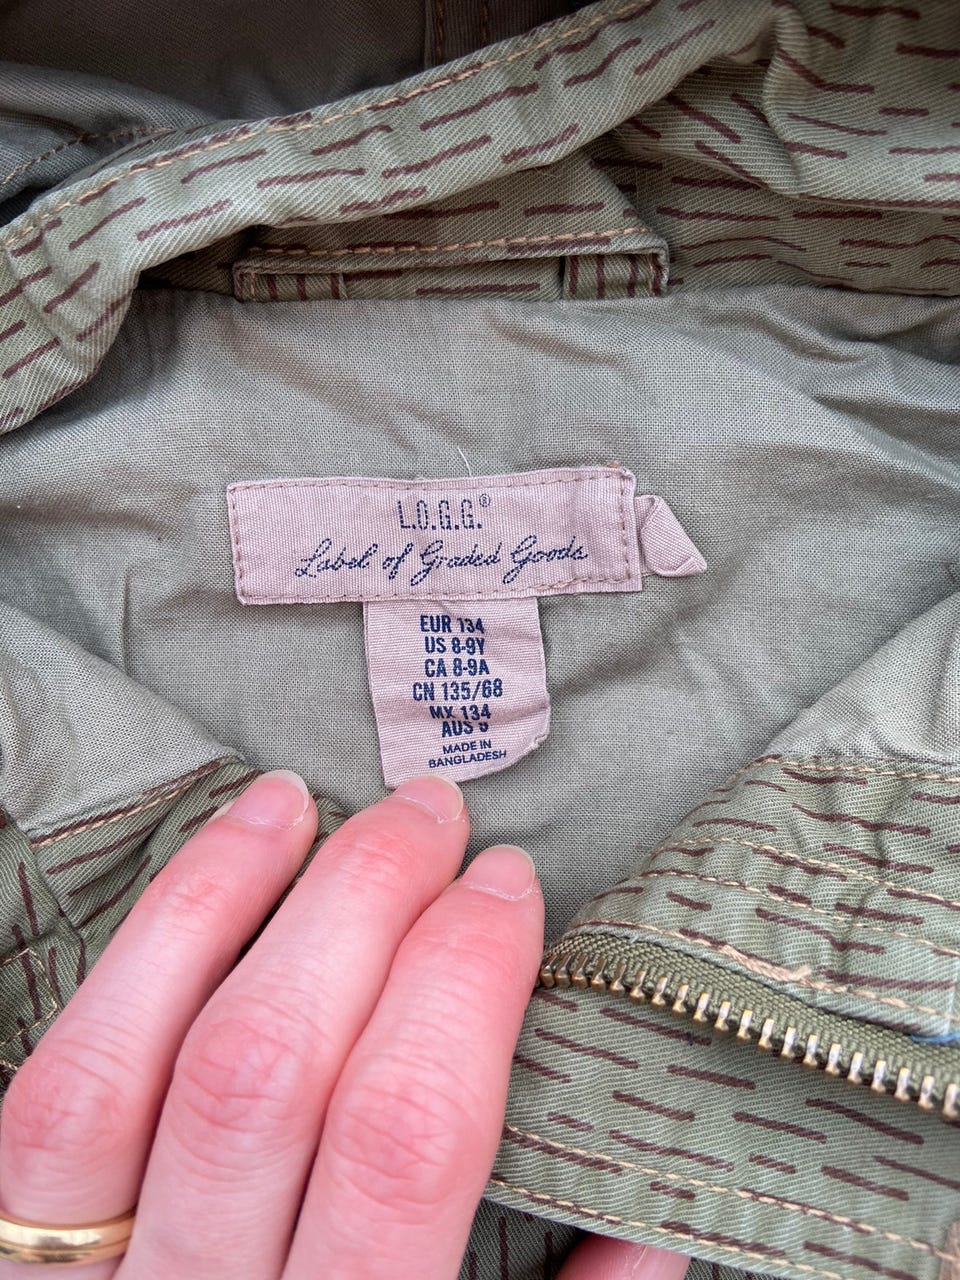 L.O.G.G.®
Label of Graded Goods
EUR 134
US 8-9Y
CA 8-9A
CN 135/68
MX 134
AUS
MADE IN
BANGLADESH